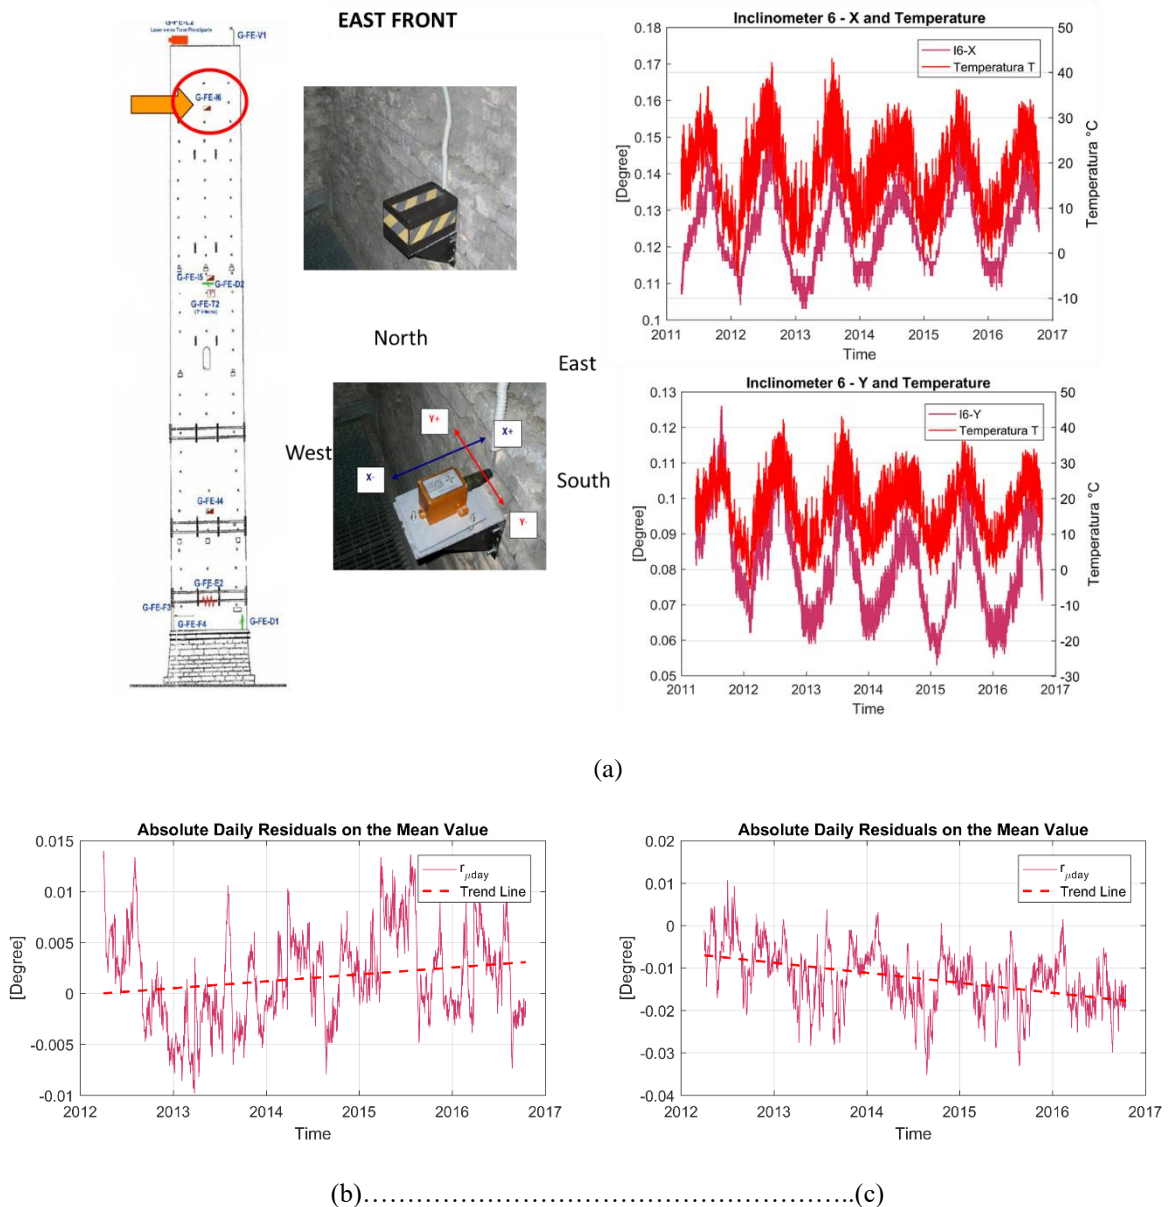 EAST FRONT
G-FE-E2
Laser verso Torre Principale
G-FE-V1
G-FE-I6
G-FE-I5
G-FE-D2
G-FE-T2
G-FE-I4
G-FE-E2
G-FE-F3
G-FE-F4
G-FE-D1
North
East
West
South
Y+
X+
X-
Y-
Inclinometer 6 - X and Temperature
I6-X
Temperatura T
[Degree]
0.18
0.17
0.16
0.15
0.14
0.13
0.12
0.11
0.1
50
40
30
20
10
0
-10
Temperatura °C
2011 2012 2013 2014 2015 2016 2017
Time
Inclinometer 6 - Y and Temperature
I6-Y
Temperatura T
[Degree]
0.13
0.12
0.11
0.1
0.09
0.08
0.07
0.06
0.05
50
40
30
20
10
0
-10
-20
-30
Temperatura °C
2011 2012 2013 2014 2015 2016 2017
Time
(a)
Absolute Daily Residuals on the Mean Value
rμday
Trend Line
[Degree]
0.015
0.01
0.005
0
-0.005
-0.01
2012 2013 2014 2015 2016 2017
Time
Absolute Daily Residuals on the Mean Value
rμday
Trend Line
[Degree]
0.02
0.01
0
-0.01
-0.02
-0.03
-0.04
2012 2013 2014 2015 2016 2017
Time
(b)……………………………………………..(c)